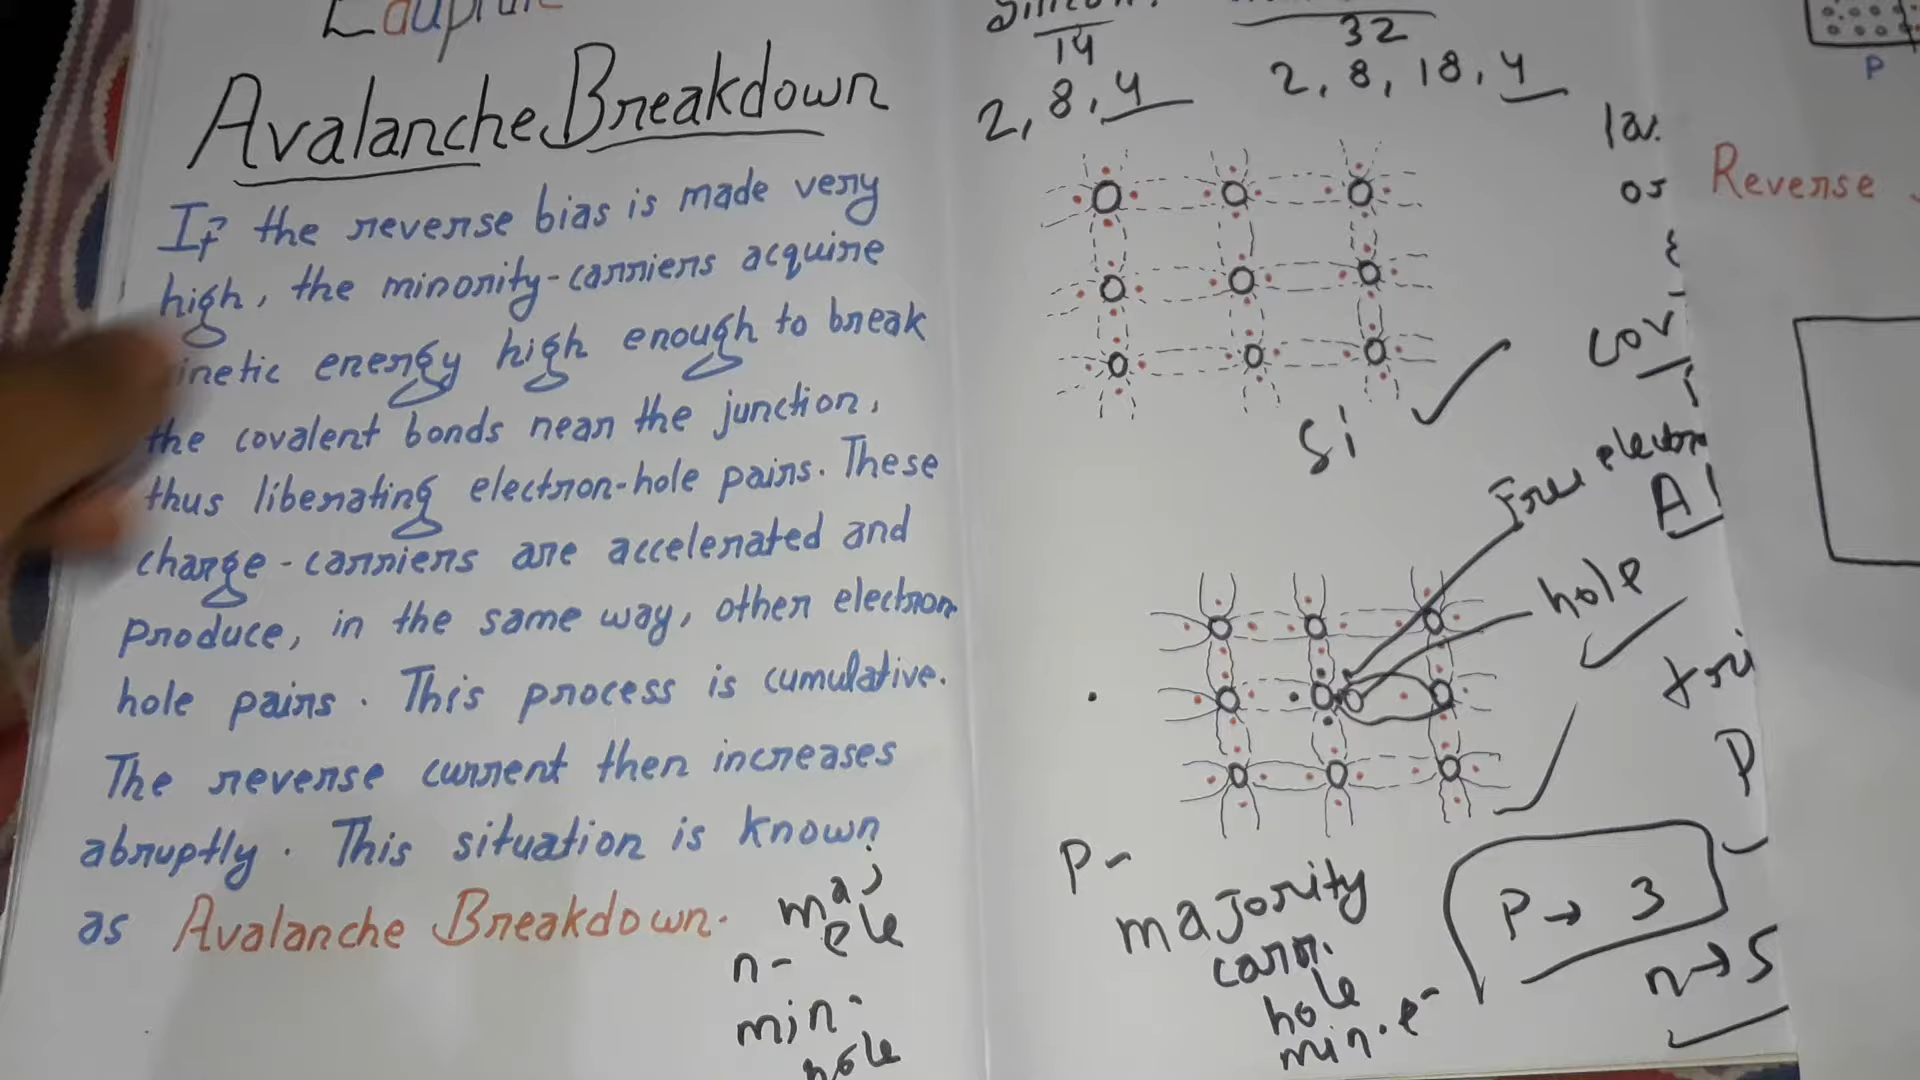 Avalanche Breakdown
If the reverse bias is made very
high, the minority-carriers acquire
kinetic energy high enough to break
the covalent bonds near the junction,
thus liberating electron-hole pairs. These
charge-carriers are accelerated and
produce, in the same way, other electron
hole pairs. This process is cumulative.
The reverse current then increases
abruptly. This situation is known
as Avalanche Breakdown.
maj
ele
n-
min-
hole
14
2, 8, 4
32
2, 8, 18, 4
Si
Free electron
hole
P-
majority
carr.
hole
min. e-
P → 3
n → 5
P
Reverse